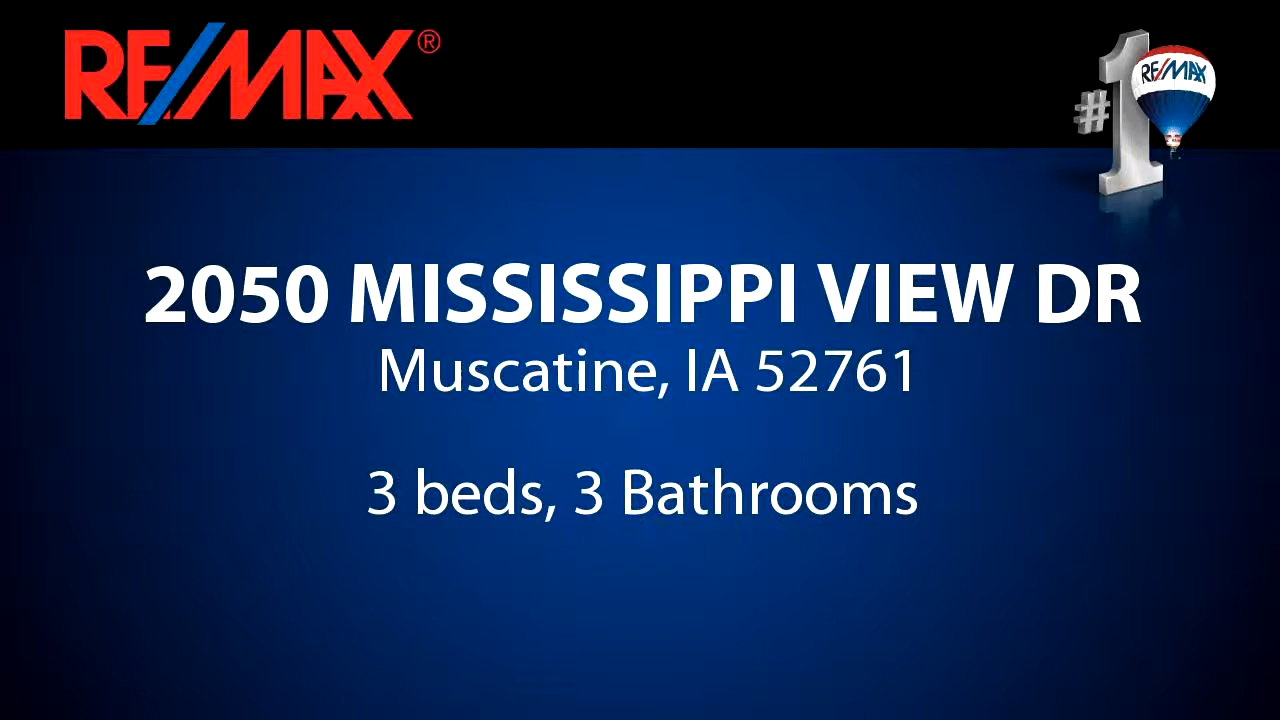 RE/MAX®
#1
RE/MAX
2050 MISSISSIPPI VIEW DR
Muscatine, IA 52761
3 beds, 3 Bathrooms